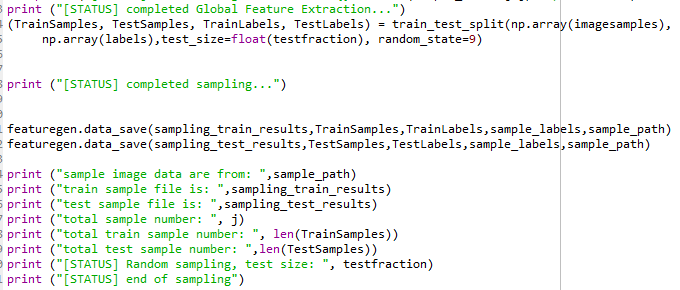 print ("[STATUS] completed Global Feature Extraction...")
(TrainSamples, TestSamples, TrainLabels, TestLabels) = train_test_split(np.array(imagesamples),
np.array(labels),test_size=float(testfraction), random_state=9)
print ("[STATUS] completed sampling...")
featuregen.data_save(sampling_train_results,TrainSamples,TrainLabels,sample_labels,sample_path)
featuregen.data_save(sampling_test_results,TestSamples,TestLabels,sample_labels,sample_path)
print ("sample image data are from: ",sample_path)
print ("train sample file is: ",sampling_train_results)
print ("test sample file is: ",sampling_test_results)
print ("total sample number: ", j)
print ("total train sample number: ", len(TrainSamples))
print ("total test sample number: ",len(TestSamples))
print ("[STATUS] Random sampling, test size: ", testfraction)
print ("[STATUS] end of sampling")